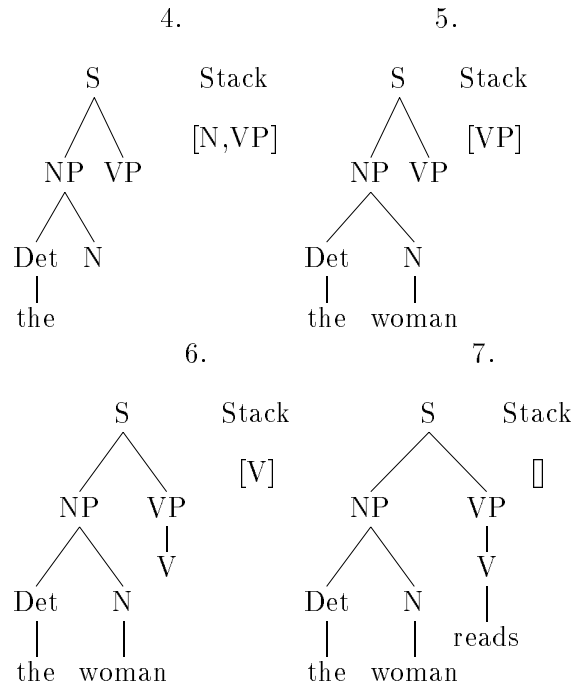 4.
S Stack
[N,VP]
NP VP
Det N
the
5.
S Stack
[VP]
NP VP
Det N
the woman
6.
S Stack
[V]
NP VP
V
Det N
the woman
7.
S Stack
[]
NP VP
V
Det N
reads
the woman